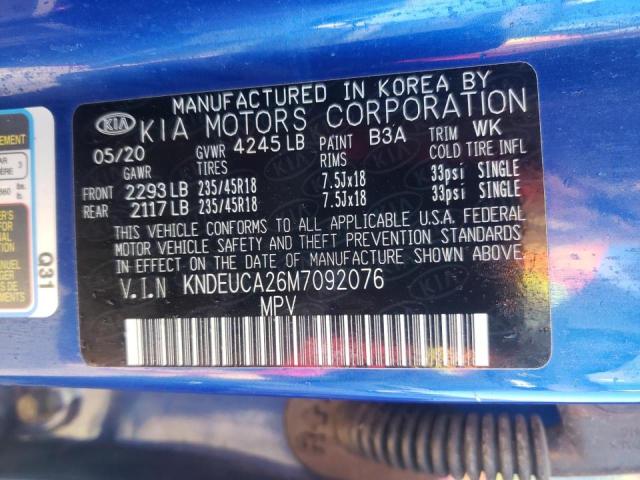 MANUFACTURED IN KOREA BY
KIA KIA MOTORS CORPORATION
05/20 GVWR 4245 LB PAINT B3A TRIM WK
GAWR TIRES RIMS COLD TIRE INFL
FRONT 2293 LB 235/45R18 7.5Jx18 33psi SINGLE
REAR 2117 LB 235/45R18 7.5Jx18 33psi SINGLE
THIS VEHICLE CONFORMS TO ALL APPLICABLE U.S.A. FEDERAL
MOTOR VEHICLE SAFETY AND THEFT PREVENTION STANDARDS
IN EFFECT ON THE DATE OF MANUFACTURE SHOWN ABOVE.
V.I.N KNDEUCA26M7092076
MPV
Q31